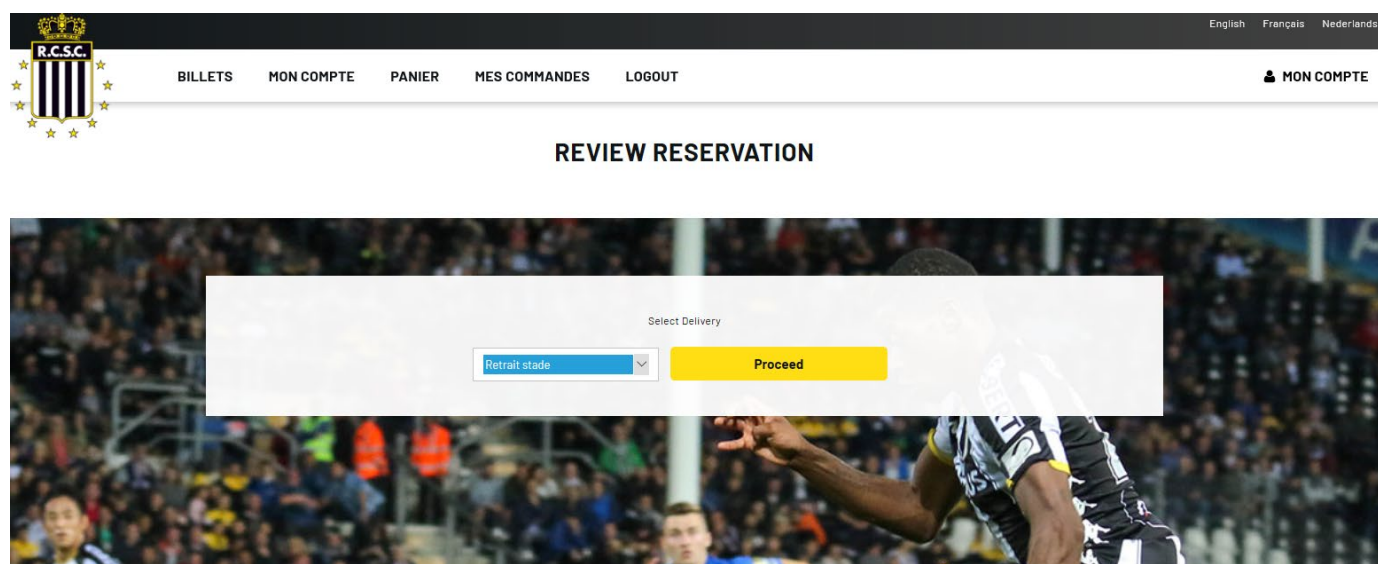 English Français Nederlands
R.C.S.C.
BILLETS MON COMPTE PANIER MES COMMANDES LOGOUT MON COMPTE
REVIEW RESERVATION
Select Delivery
Retrait stade Proceed